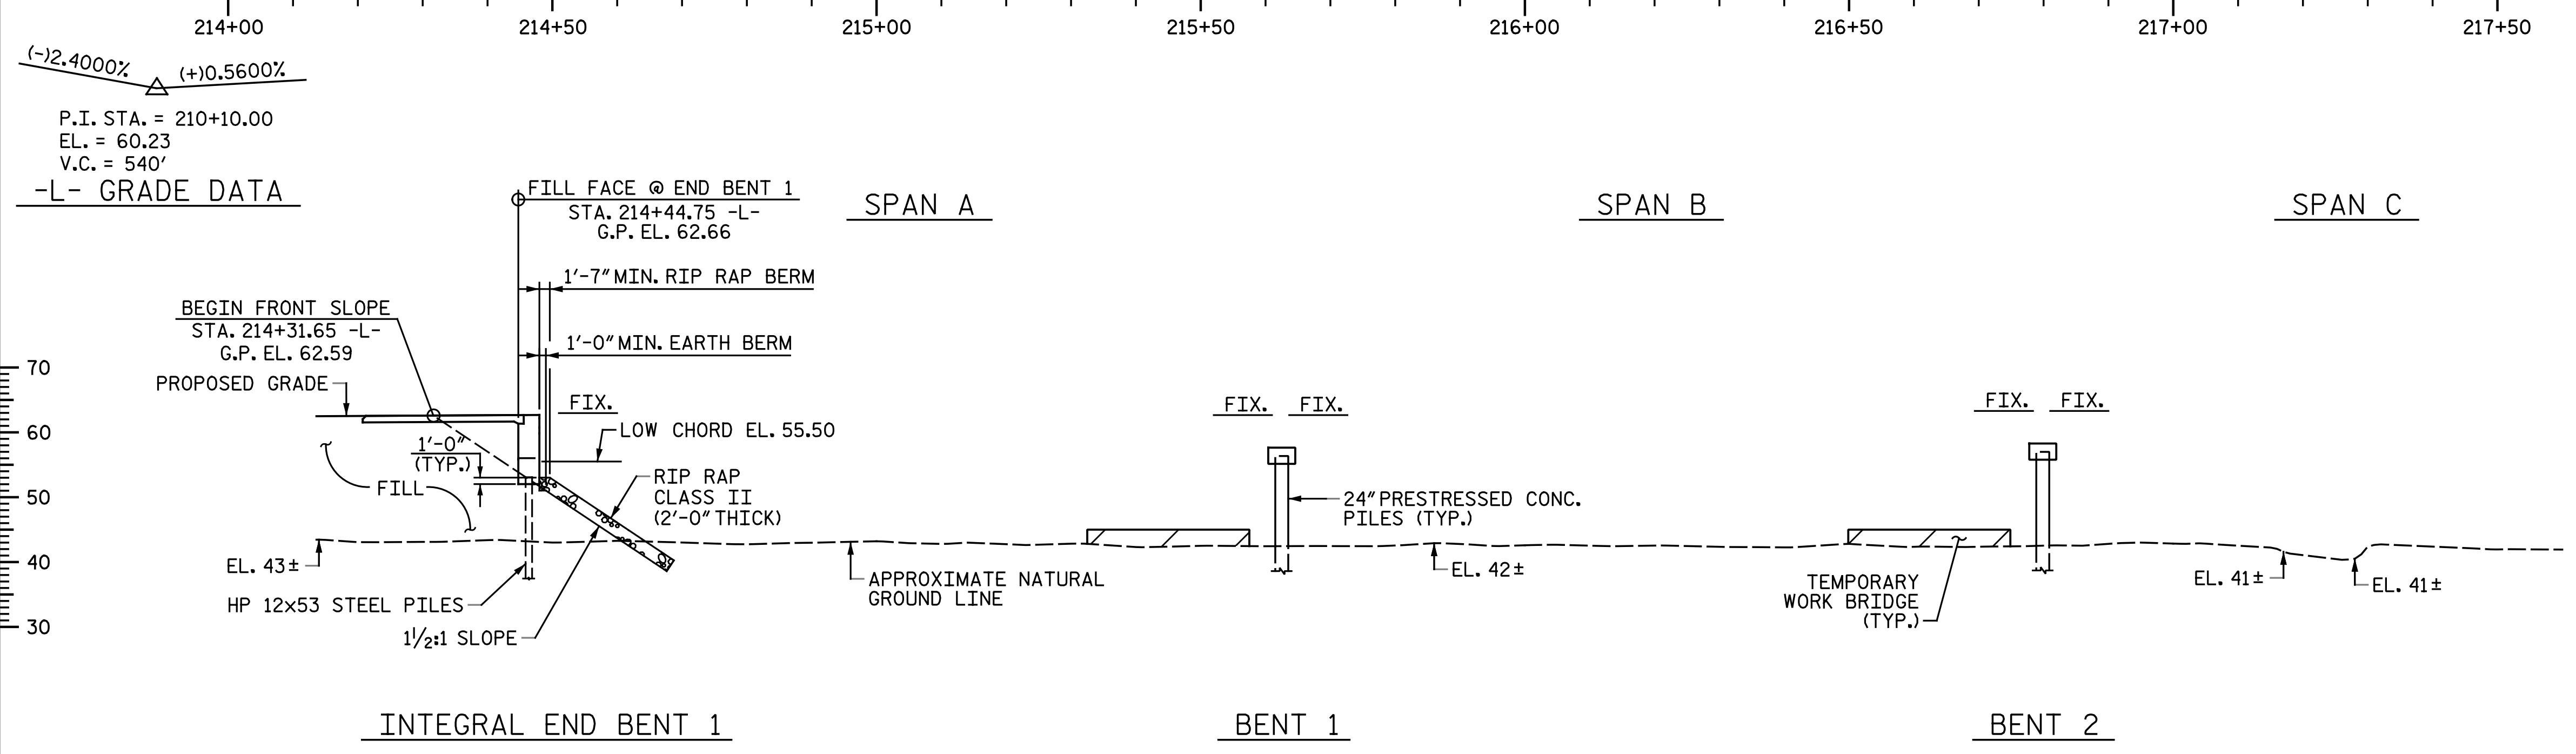 214+00 214+50 215+00 215+50 216+00 216+50 217+00 217+50
(-)2.4000% (+)0.5600%
P.I. STA. = 210+10.00
EL. = 60.23
V.C. = 540'
-L- GRADE DATA
FILL FACE @ END BENT 1
STA. 214+44.75 -L-
G.P. EL. 62.66
SPAN A
SPAN B
SPAN C
1'-7" MIN. RIP RAP BERM
1'-0" MIN. EARTH BERM
BEGIN FRONT SLOPE
STA. 214+31.65 -L-
G.P. EL. 62.59
PROPOSED GRADE
70
60
50
40
30
FIX.
LOW CHORD EL. 55.50
1'-0"
(TYP.)
FILL
RIP RAP
CLASS II
(2'-0" THICK)
EL. 43±
HP 12x53 STEEL PILES
1½:1 SLOPE
APPROXIMATE NATURAL
GROUND LINE
FIX. FIX.
24" PRESTRESSED CONC.
PILES (TYP.)
EL. 42±
FIX. FIX.
TEMPORARY
WORK BRIDGE
(TYP.)
EL. 41±
EL. 41±
INTEGRAL END BENT 1
BENT 1
BENT 2